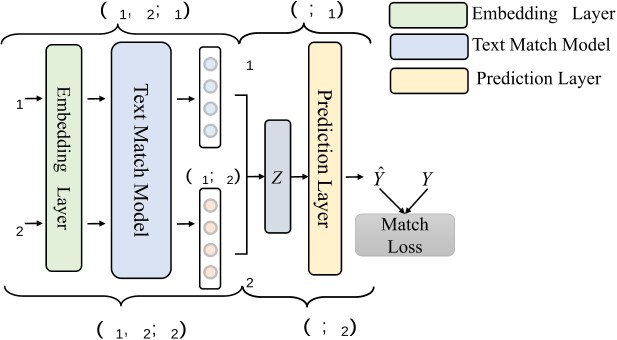 ( 1, 2; 1)
( ; 1)
Embedding Layer
Text Match Model
Prediction Layer
1
1
Embedding Layer
Text Match Model
Prediction Layer
( 1; 2)
Z
Ŷ
Y
2
Match
Loss
2
( 1, 2; 2)
( ; 2)